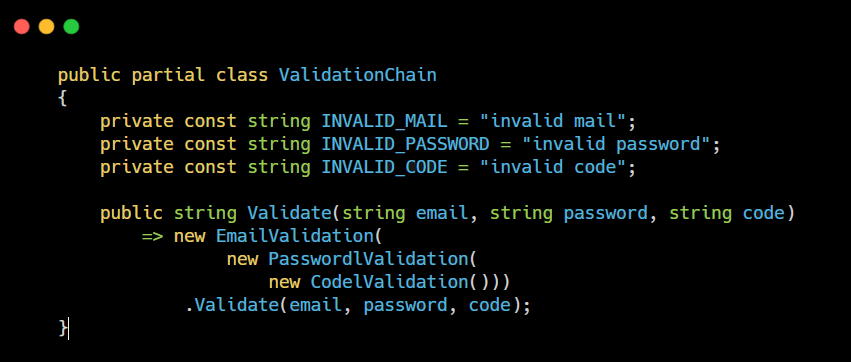 public partial class ValidationChain
{
private const string INVALID_MAIL = "invalid mail";
private const string INVALID_PASSWORD = "invalid password";
private const string INVALID_CODE = "invalid code";
public string Validate(string email, string password, string code)
=> new EmailValidation(
new PasswordlValidation(
new CodelValidation()))
.Validate(email, password, code);
}